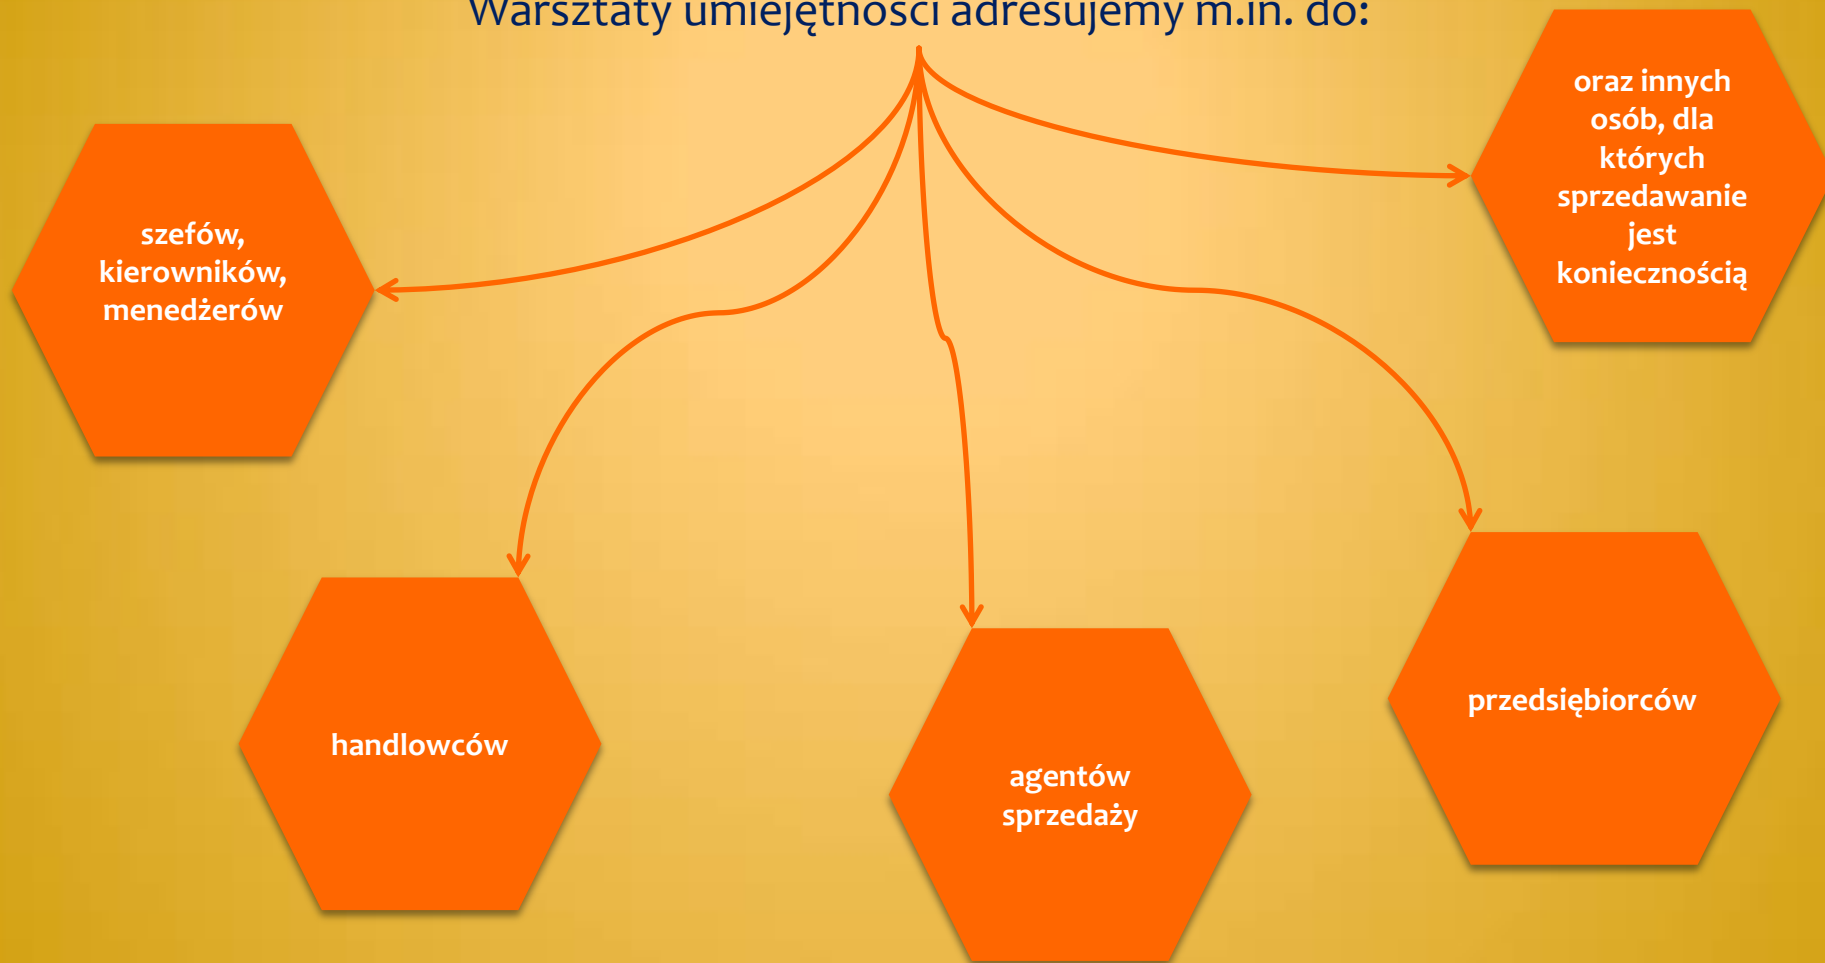 Warsztaty umiejętności adresujemy m.in. do:
szefów,
kierowników,
menedżerów
handlowców
agentów
sprzedaży
przedsiębiorców
oraz innych
osób, dla
których
sprzedawanie
jest
koniecznością